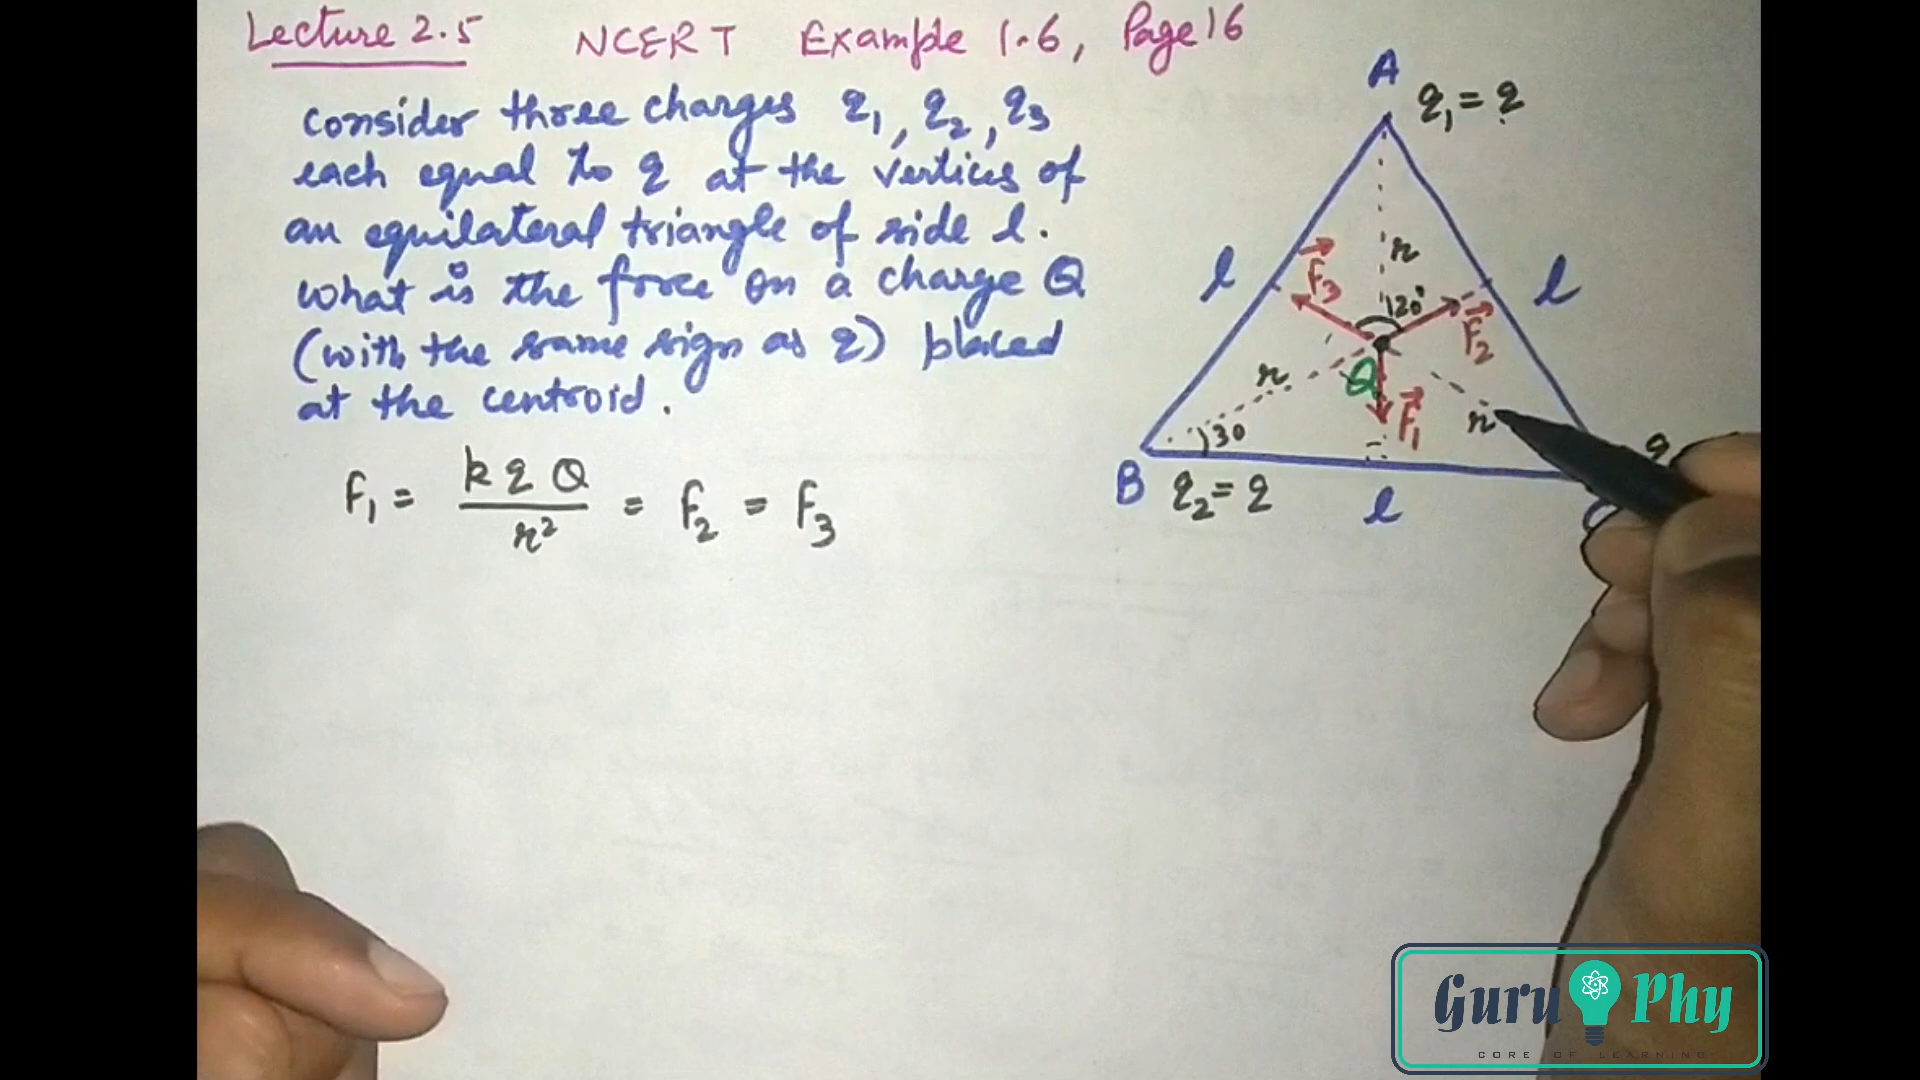 Lecture 2.5 NCERT Example 1.6, Page 16
Consider three charges q1, q2, q3
each equal to q at the vertices of
an equilateral triangle of side l.
what is the force on a charge Q
(with the same sign as q) placed
at the centroid.
F1 = k q Q / r² = F2 = F3
A
q1 = q
l
l
r
F3
120°
F2
Q
F1
r
r
30
B q2 = q
l
Guru Phy
CORE OF LEARNING